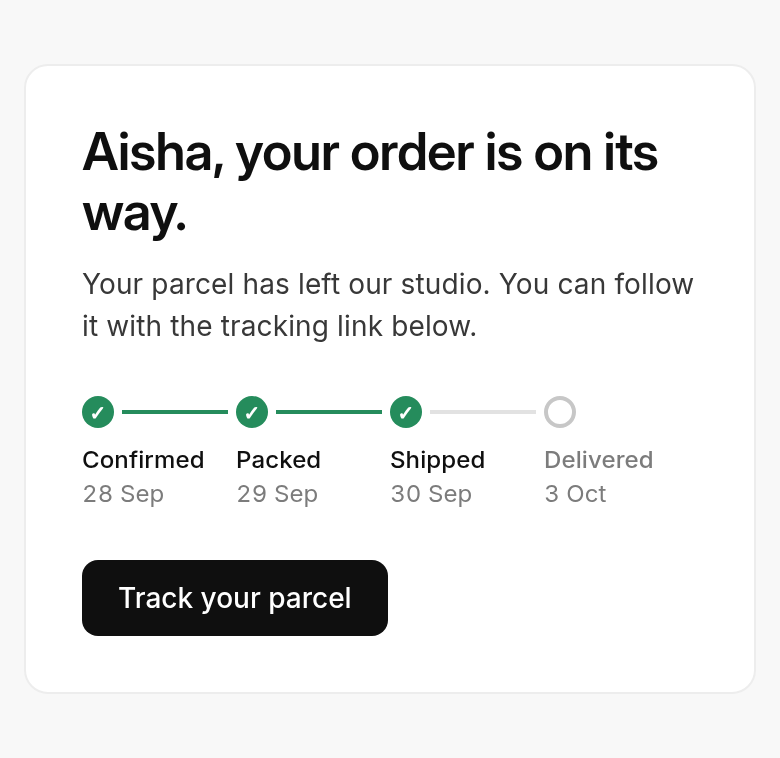 Aisha, your order is on its
way.
Your parcel has left our studio. You can follow
it with the tracking link below.
Confirmed Packed Shipped Delivered
28 Sep 29 Sep 30 Sep 3 Oct
Track your parcel